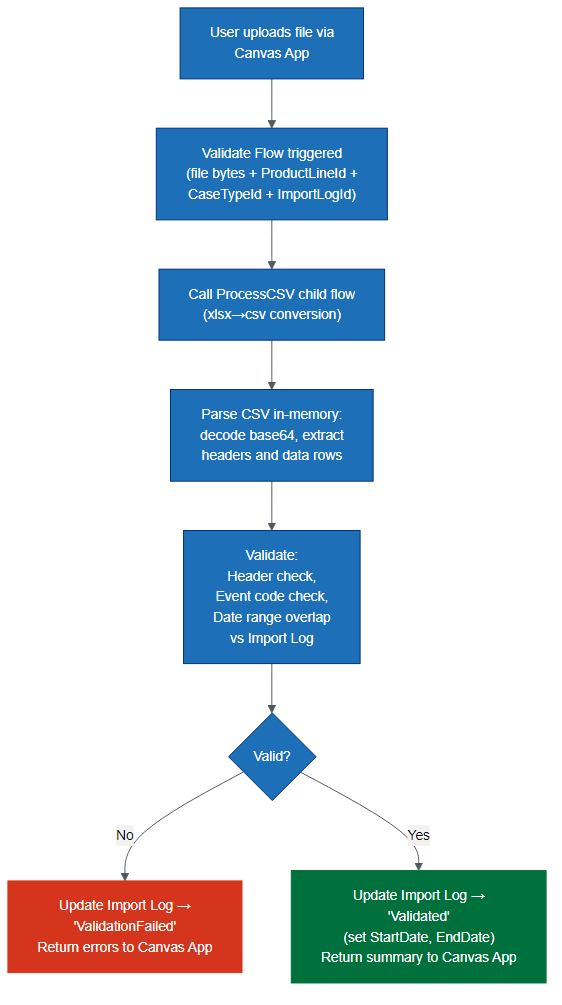 User uploads file via
Canvas App
Validate Flow triggered
(file bytes + ProductLineId +
CaseTypeId + ImportLogId)
Call ProcessCSV child flow
(xlsx→csv conversion)
Parse CSV in-memory:
decode base64, extract
headers and data rows
Validate:
Header check,
Event code check,
Date range overlap
vs Import Log
Valid?
No
Yes
Update Import Log →
'ValidationFailed'
Return errors to Canvas App
Update Import Log →
'Validated'
(set StartDate, EndDate)
Return summary to Canvas App